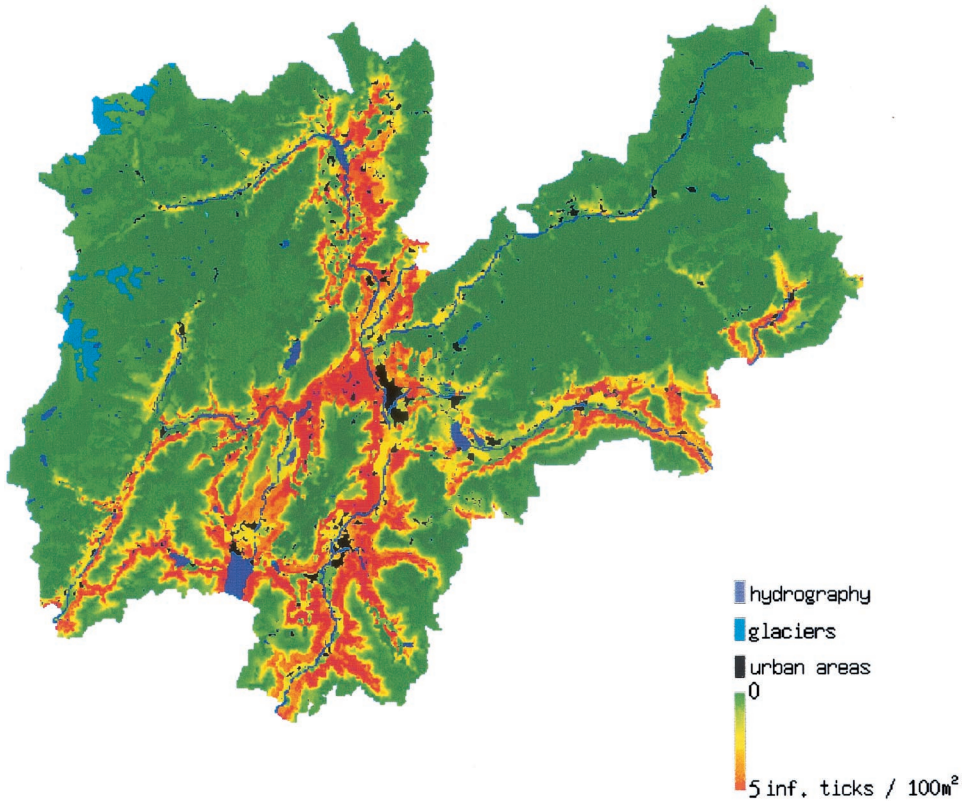 hydrography
glaciers
urban areas
0
5 inf. ticks / 100m²